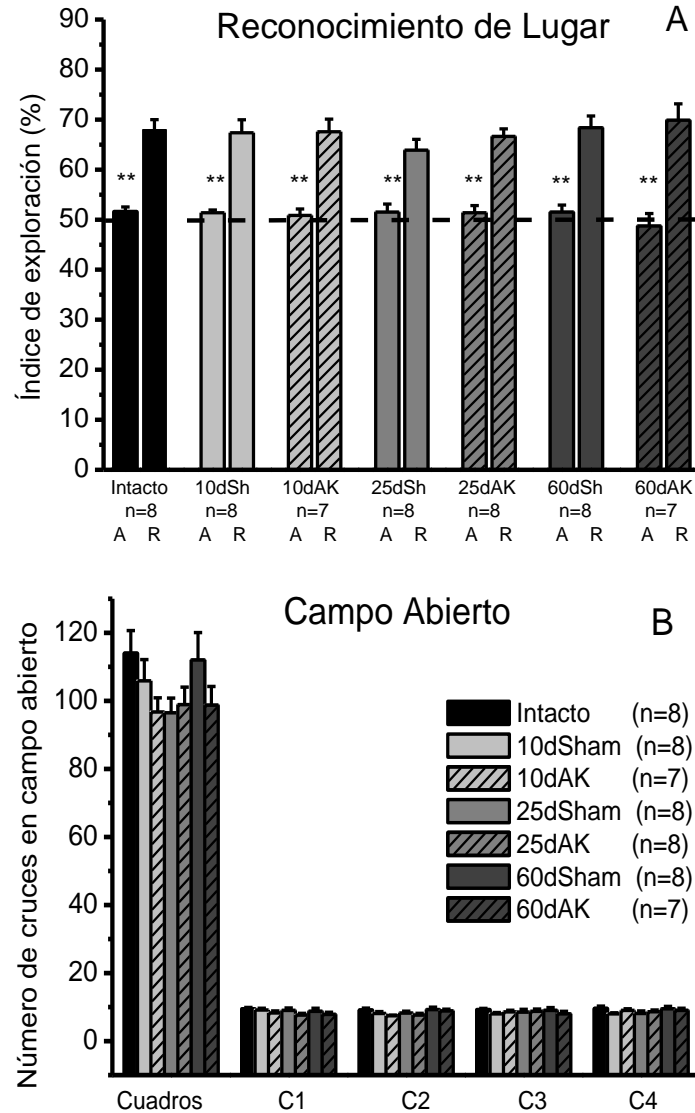 Reconocimiento de Lugar A
Índice de exploración (%)
90
80
70
60
50
40
30
20
10
0
** ** ** ** ** ** **
Intacto 10dSh 10dAK 25dSh 25dAK 60dSh 60dAK
n=8 n=8 n=7 n=8 n=8 n=8 n=7
A R A R A R A R A R A R A R
Campo Abierto B
Número de cruces en campo abierto
120
100
80
60
40
20
0
Intacto (n=8)
10dSham (n=8)
10dAK (n=7)
25dSham (n=8)
25dAK (n=8)
60dSham (n=8)
60dAK (n=7)
Cuadros C1 C2 C3 C4